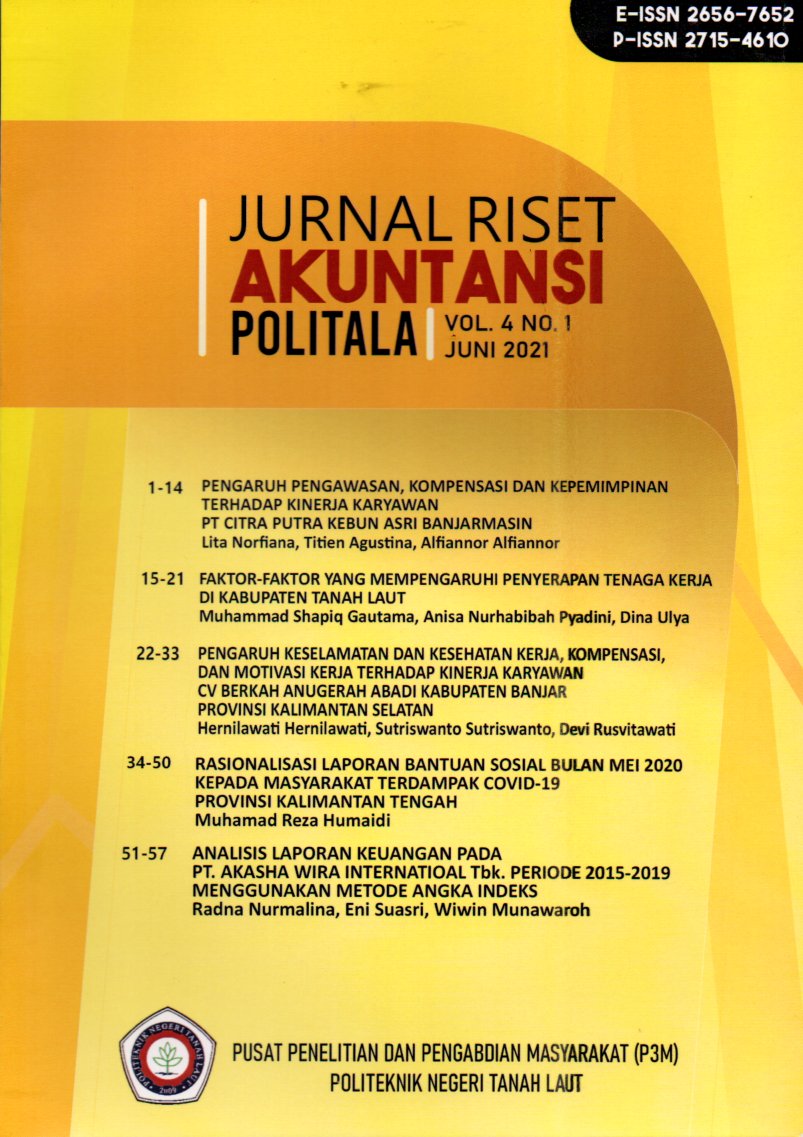 E-ISSN 2656-7652
P-ISSN 2715-4610
JURNAL RISET
AKUNTANSI
POLITALA
VOL. 4 NO. 1
JUNI 2021
1-14 PENGARUH PENGAWASAN, KOMPENSASI DAN KEPEMIMPINAN
TERHADAP KINERJA KARYAWAN
PT CITRA PUTRA KEBUN ASRI BANJARMASIN
Lita Norfiana, Titien Agustina, Alfiannor Alfiannor
15-21 FAKTOR-FAKTOR YANG MEMPENGARUHI PENYERAPAN TENAGA KERJA
DI KABUPATEN TANAH LAUT
Muhammad Shapiq Gautama, Anisa Nurhabibah Pyadini, Dina Ulya
22-33 PENGARUH KESELAMATAN DAN KESEHATAN KERJA, KOMPENSASI,
DAN MOTIVASI KERJA TERHADAP KINERJA KARYAWAN
CV BERKAH ANUGERAH ABADI KABUPATEN BANJAR
PROVINSI KALIMANTAN SELATAN
Hernilawati Hernilawati, Sutriswanto Sutriswanto, Devi Rusvitawati
34-50 RASIONALISASI LAPORAN BANTUAN SOSIAL BULAN MEI 2020
KEPADA MASYARAKAT TERDAMPAK COVID-19
PROVINSI KALIMANTAN TENGAH
Muhamad Reza Humaidi
51-57 ANALISIS LAPORAN KEUANGAN PADA
PT. AKASHA WIRA INTERNATIOAL Tbk. PERIODE 2015-2019
MENGGUNAKAN METODE ANGKA INDEKS
Radna Nurmalina, Eni Suasri, Wiwin Munawaroh
POLITEKNIK NEGERI TANAH LAUT
2009
PUSAT PENELITIAN DAN PENGABDIAN MASYARAKAT (P3M)
POLITEKNIK NEGERI TANAH LAUT